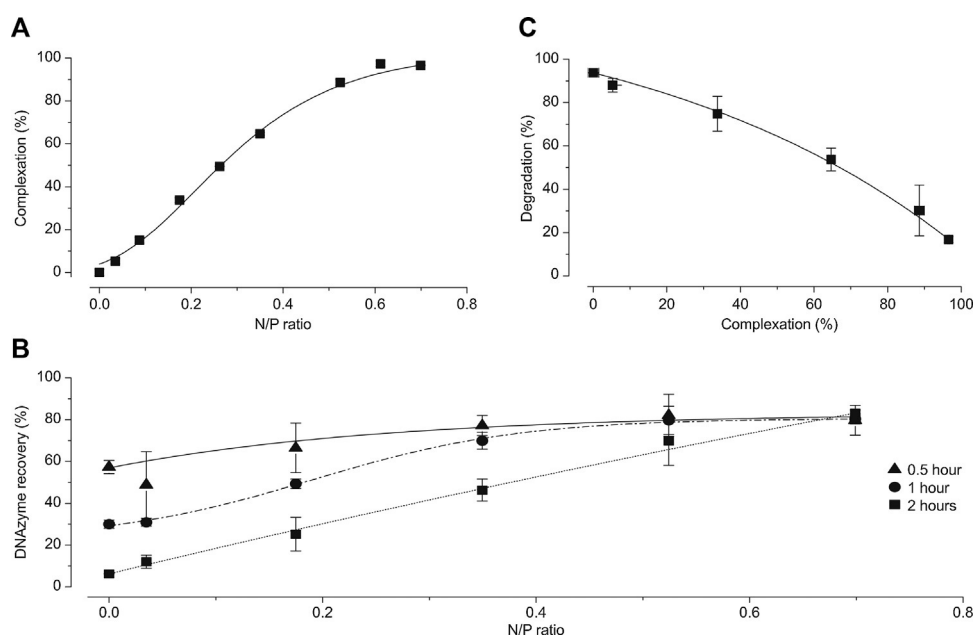 A
100
80
60
40
20
0
Complexation (%)
0.0 0.2 0.4 0.6 0.8
N/P ratio
C
100
80
60
40
20
0
Degradation (%)
0 20 40 60 80 100
Complexation (%)
B
100
80
60
40
20
0
DNAzyme recovery (%)
0.5 hour
1 hour
2 hours
0.0 0.2 0.4 0.6 0.8
N/P ratio